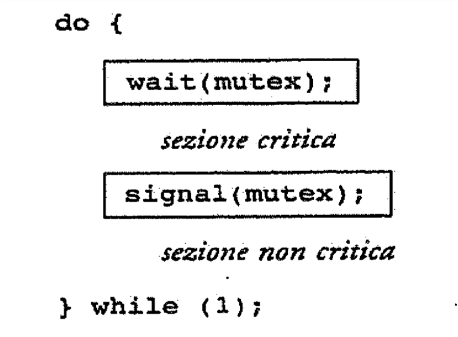 do {
wait(mutex);
sezione critica
signal(mutex);
sezione non critica
} while (1);